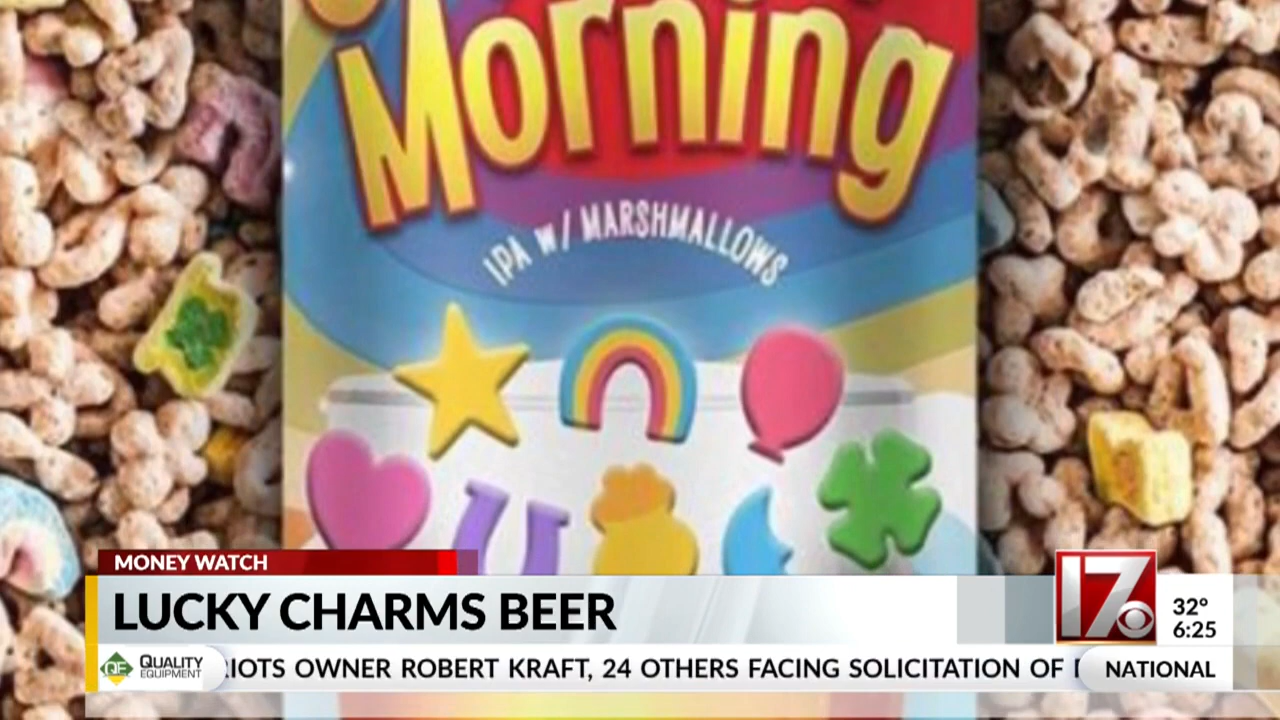 Morning
IPA W/ MARSHMALLOWS
MONEY WATCH
LUCKY CHARMS BEER
17
32°
6:25
QF QUALITY EQUIPMENT
OWNER ROBERT KRAFT, 24 OTHERS FACING SOLICITATION OF
NATIONAL